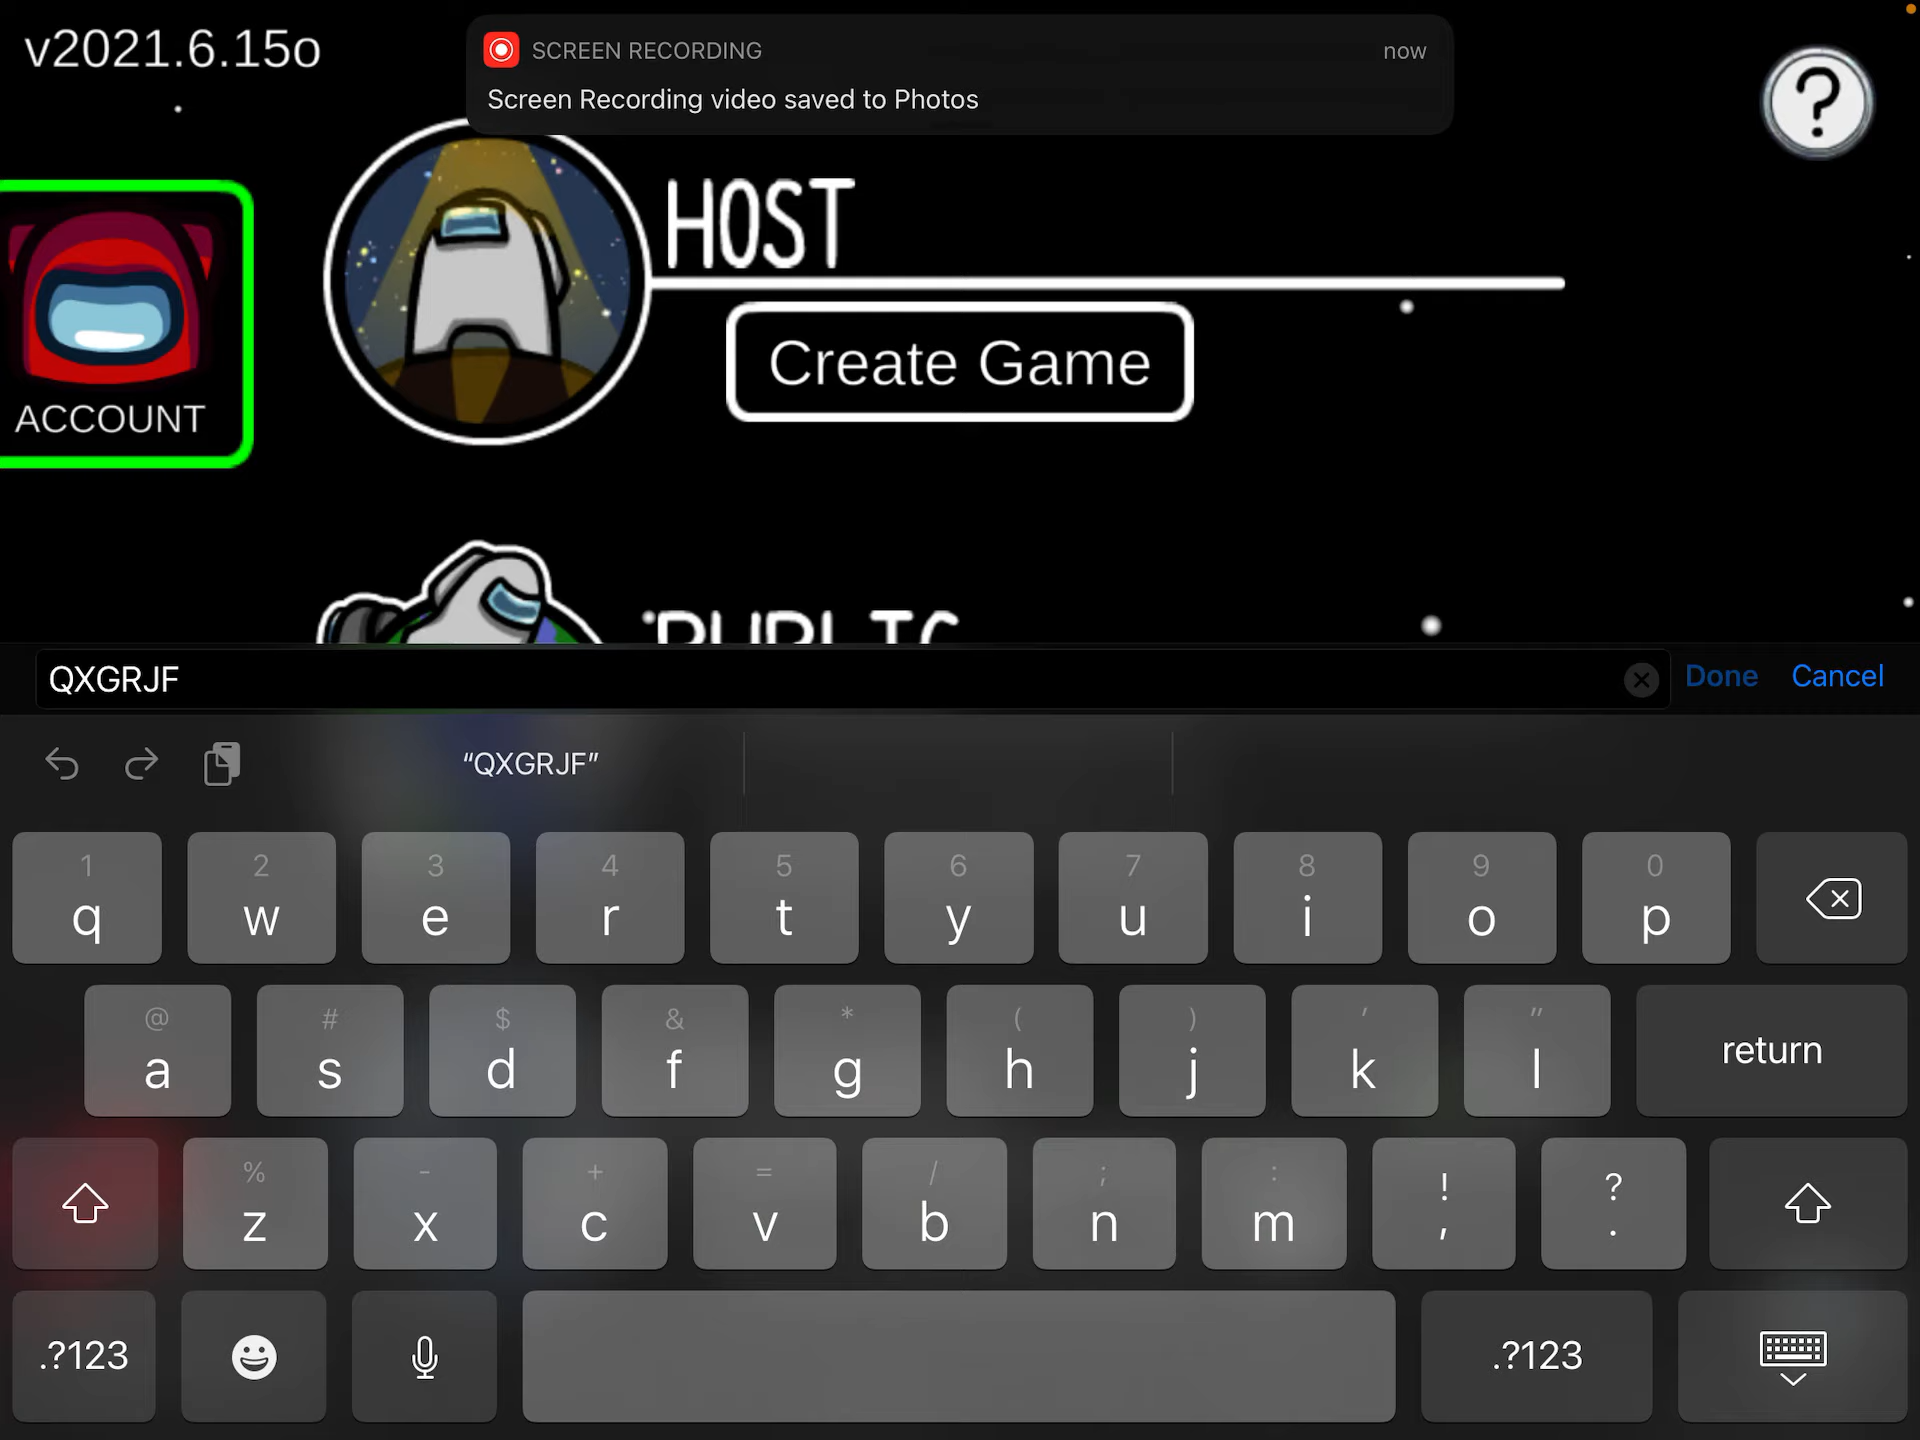 v2021.6.15o
SCREEN RECORDING now
Screen Recording video saved to Photos
?
HOST
Create Game
ACCOUNT
PUBLIC
QXGRJF Done Cancel
“QXGRJF”
1 2 3 4 5 6 7 8 9 0
q w e r t y u i o p
@ # $ & * ( ) ' "
a s d f g h j k l return
% - + = / ; : ! ?
z x c v b n m , .
.?123 .?123